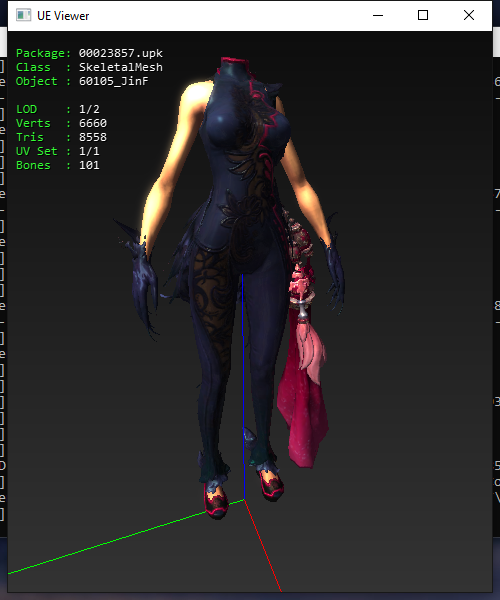 UE Viewer
Package: 00023857.upk
Class : SkeletalMesh
Object : 60105_JinF
LOD : 1/2
Verts : 6660
Tris : 8558
UV Set : 1/1
Bones : 101